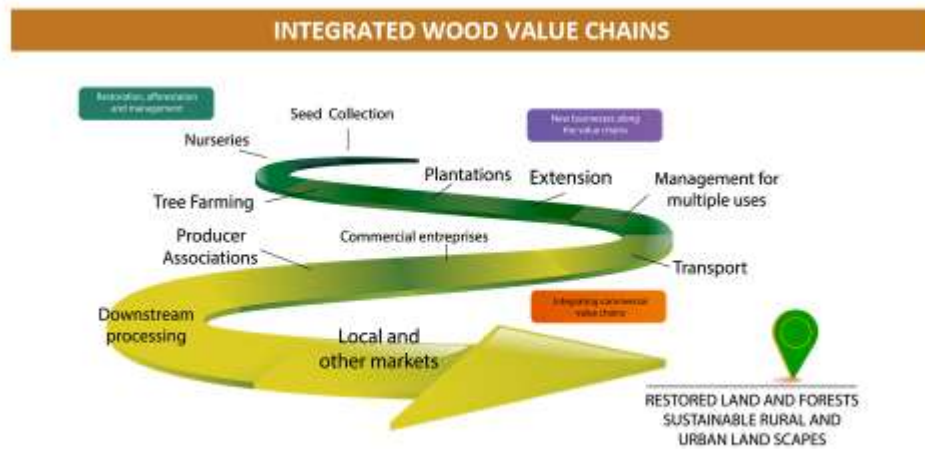 INTEGRATED WOOD VALUE CHAINS
Restoration, afforestation
and management
Seed Collection
New businesses along
the value chains
Nurseries
Plantations
Extension
Management for
multiple uses
Tree Farming
Producer
Associations
Commercial entreprises
Transport
Integrating commercial
value chains
Downstream
processing
Local and
other markets
RESTORED LAND AND FORESTS
SUSTAINABLE RURAL AND
URBAN LAND SCAPES